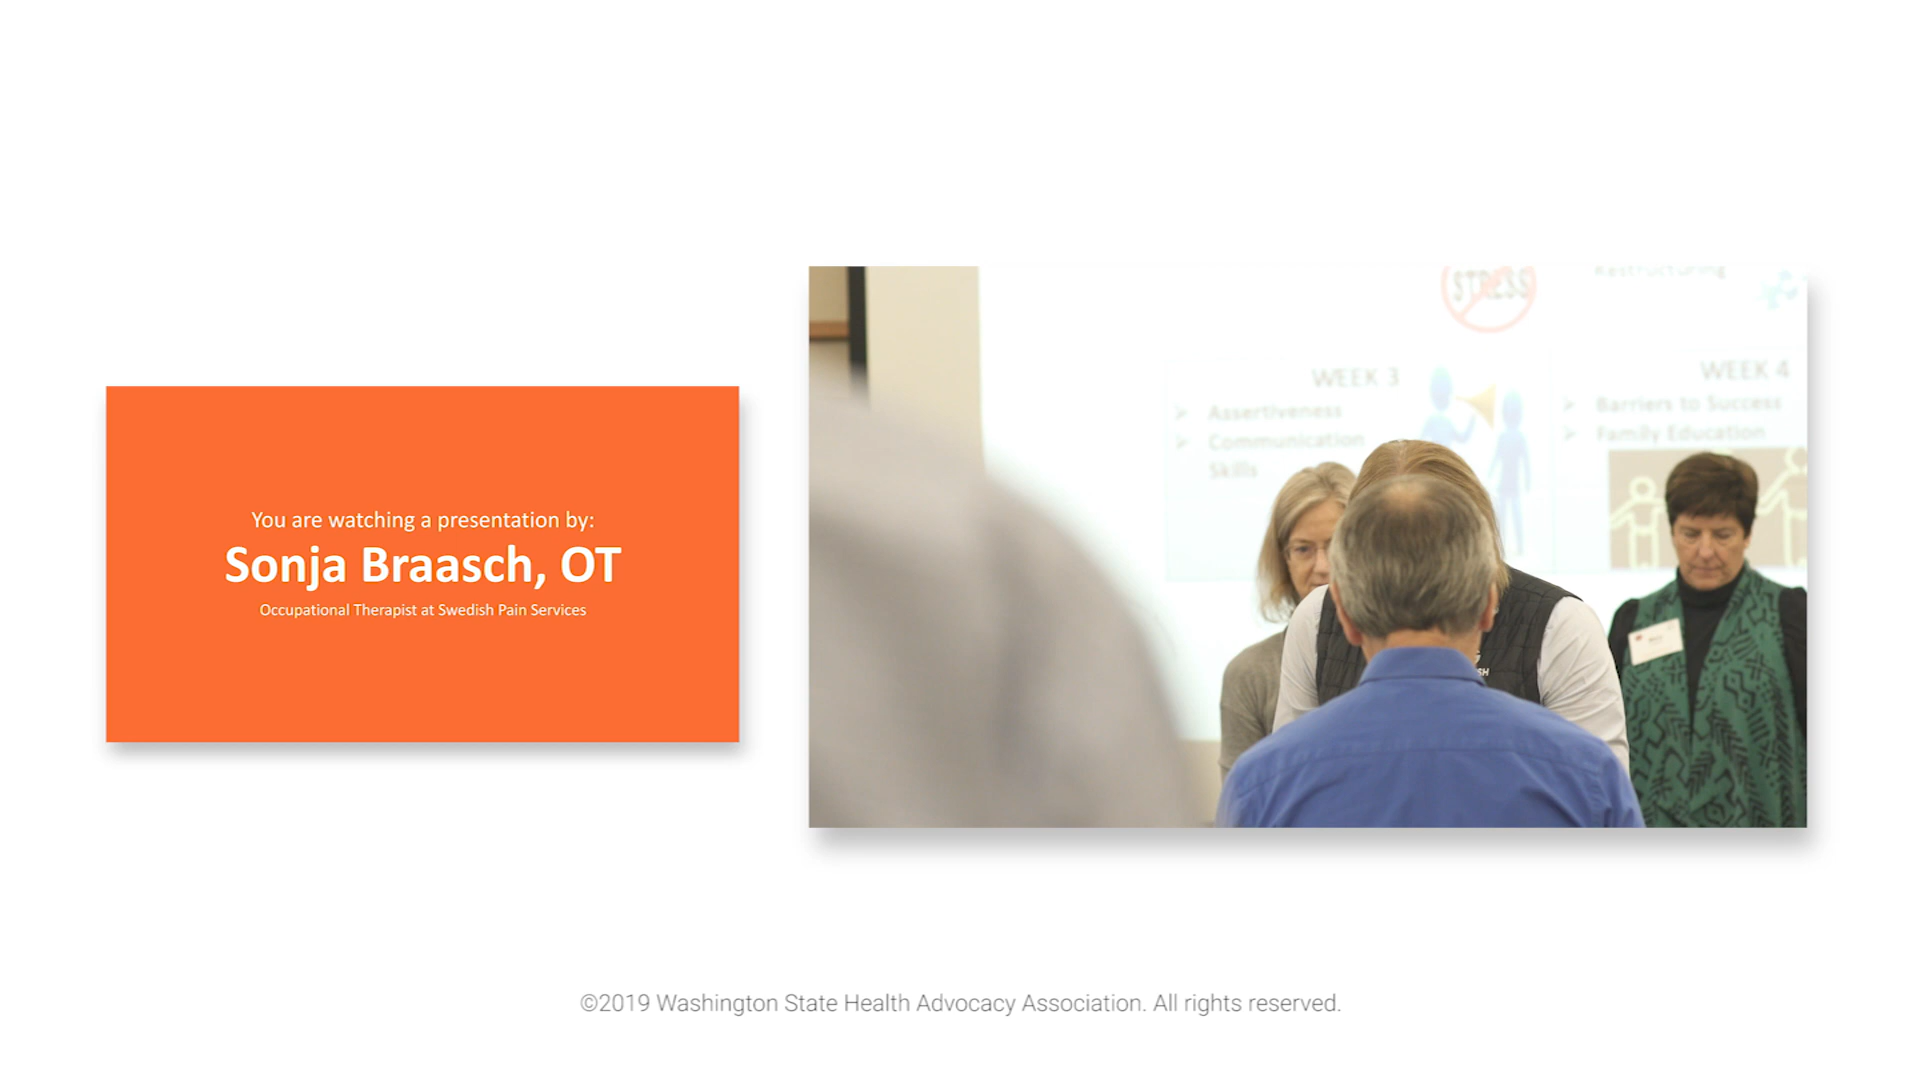 You are watching a presentation by:
Sonja Braasch, OT
Occupational Therapist at Swedish Pain Services
STRESS
Restructuring
WEEK 3
Assertiveness
Communication
Skills
WEEK 4
Barriers to Success
Family Education
©2019 Washington State Health Advocacy Association. All rights reserved.